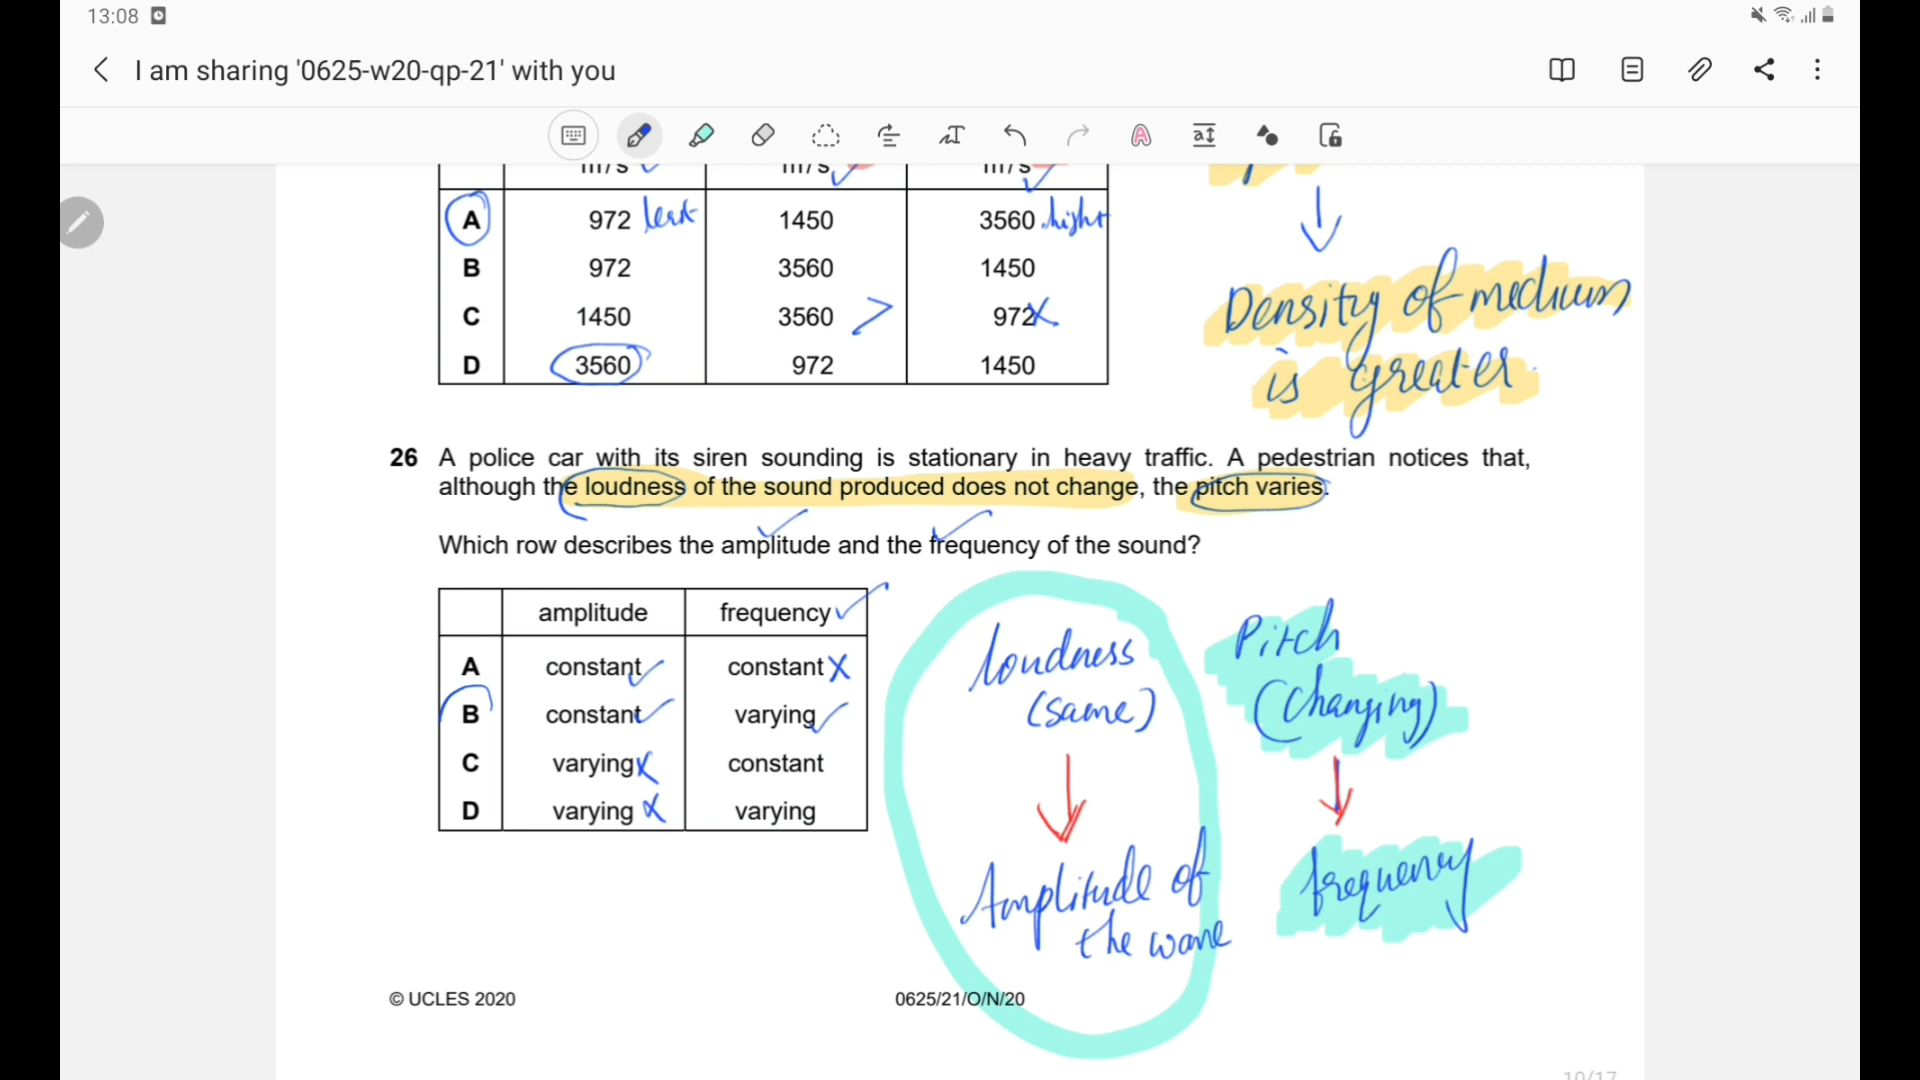 13:08
I am sharing '0625-w20-qp-21' with you
m/s m/s m/s
A 972 least 1450 3560 hight
B 972 3560 1450
C 1450 3560 > 972
D 3560 972 1450
Density of medium
is greater.
26 A police car with its siren sounding is stationary in heavy traffic. A pedestrian notices that,
although the loudness of the sound produced does not change, the pitch varies.
Which row describes the amplitude and the frequency of the sound?
amplitude frequency
A constant constant
B constant varying
C varying constant
D varying varying
loudness
(same)
Amplitude of
the wave
Pitch
(Changing)
frequency
© UCLES 2020 0625/21/O/N/20
10/17